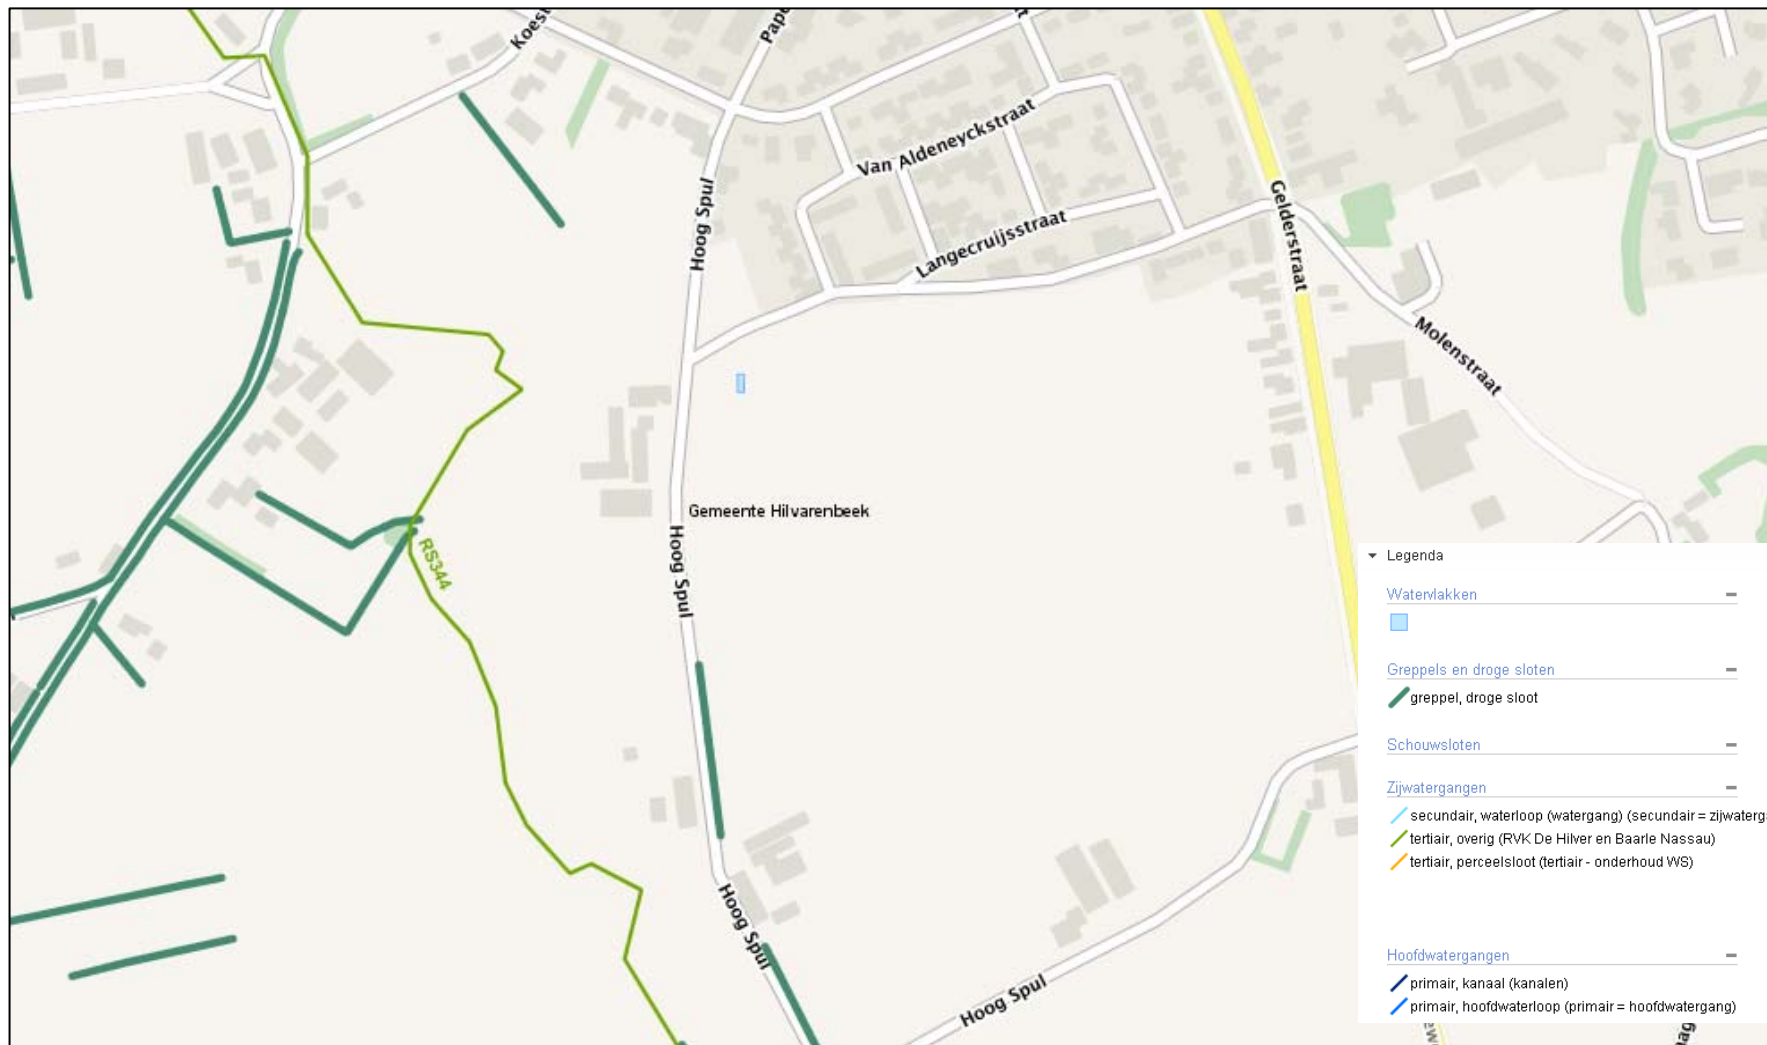 Koest
Pape
Van Aldeneyckstraat
Hoog Spul
Langecruijsstraat
Gelderstraat
Molenstraat
Gemeente Hilvarenbeek
Hoog Spul
RS344
Hoog Spul
Hoog Spul
Legenda
Watervlakken
Greppels en droge sloten
greppel, droge sloot
Schouwsloten
Zijwatergangen
secundair, waterloop (watergang) (secundair = zijwaterga
tertiair, overig (RVK De Hilver en Baarle Nassau)
tertiair, perceelsloot (tertiair - onderhoud WS)
Hoofdwatergangen
primair, kanaal (kanalen)
primair, hoofdwaterloop (primair = hoofdwatergang)